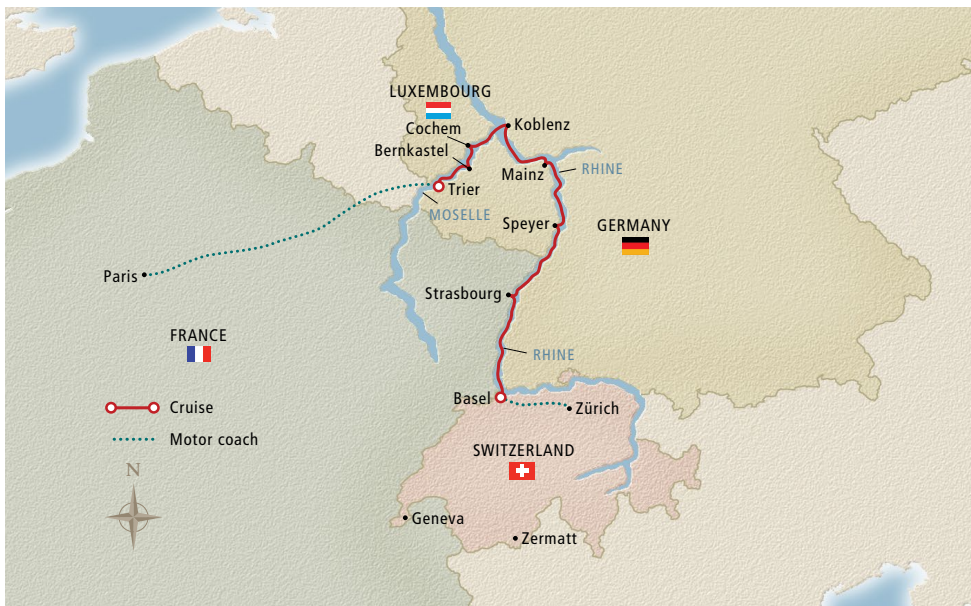 LUXEMBOURG
Koblenz
Cochem
Bernkastel
Mainz
RHINE
Trier
MOSELLE
Speyer
GERMANY
Paris
Strasbourg
FRANCE
RHINE
Basel
Zürich
Cruise
Motor coach
SWITZERLAND
N
Geneva
Zermatt